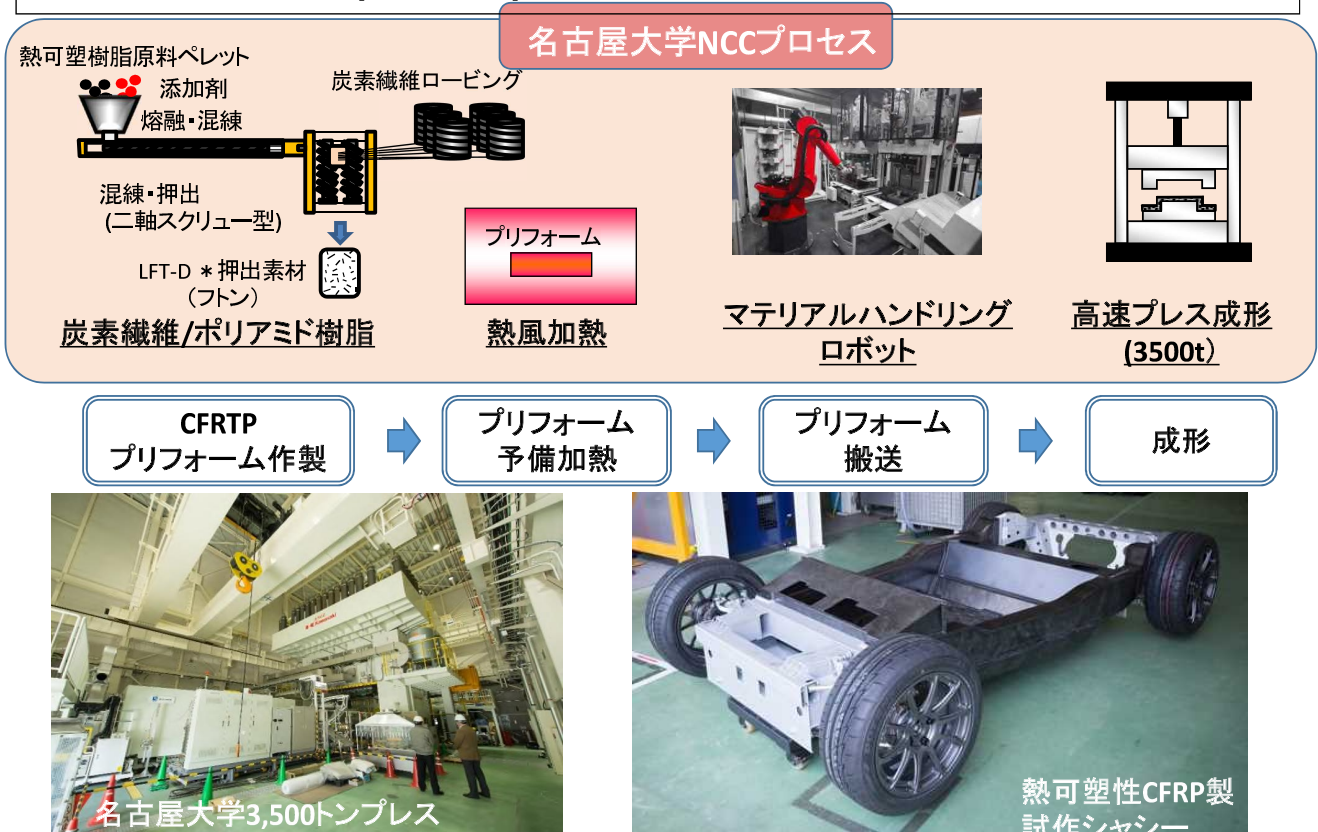 名古屋大学NCCプロセス
熱可塑樹脂原料ペレット
添加剤
熔融・混練
炭素繊維ロービング
混練・押出
(二軸スクリュー型)
LFT-D ＊押出素材
（フトン）
炭素繊維/ポリアミド樹脂
プリフォーム
熱風加熱
マテリアルハンドリング
ロボット
高速プレス成形
(3500t）
CFRTP
プリフォーム作製
プリフォーム
予備加熱
プリフォーム
搬送
成形
名古屋大学3,500トンプレス
熱可塑性CFRP製
試作シャシー